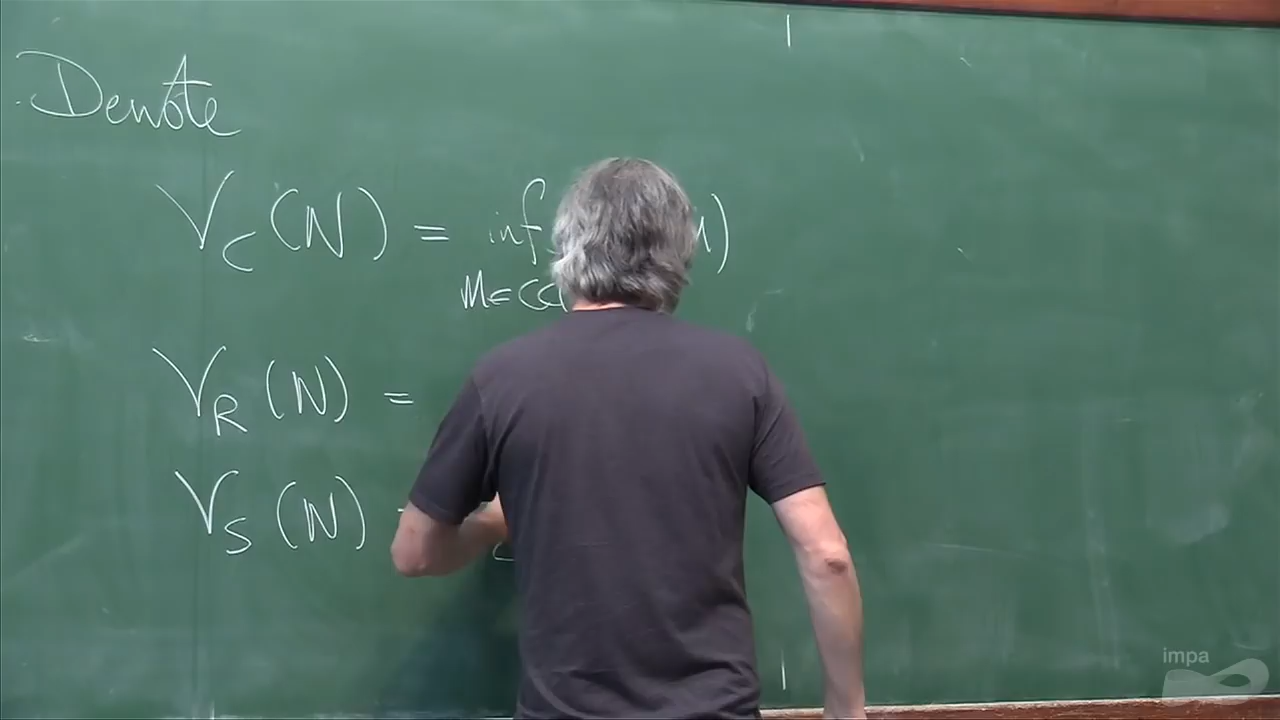 Denote
V_C (N) = inf
M ∈ CC
V_R (N) =
V_S (N)
impa